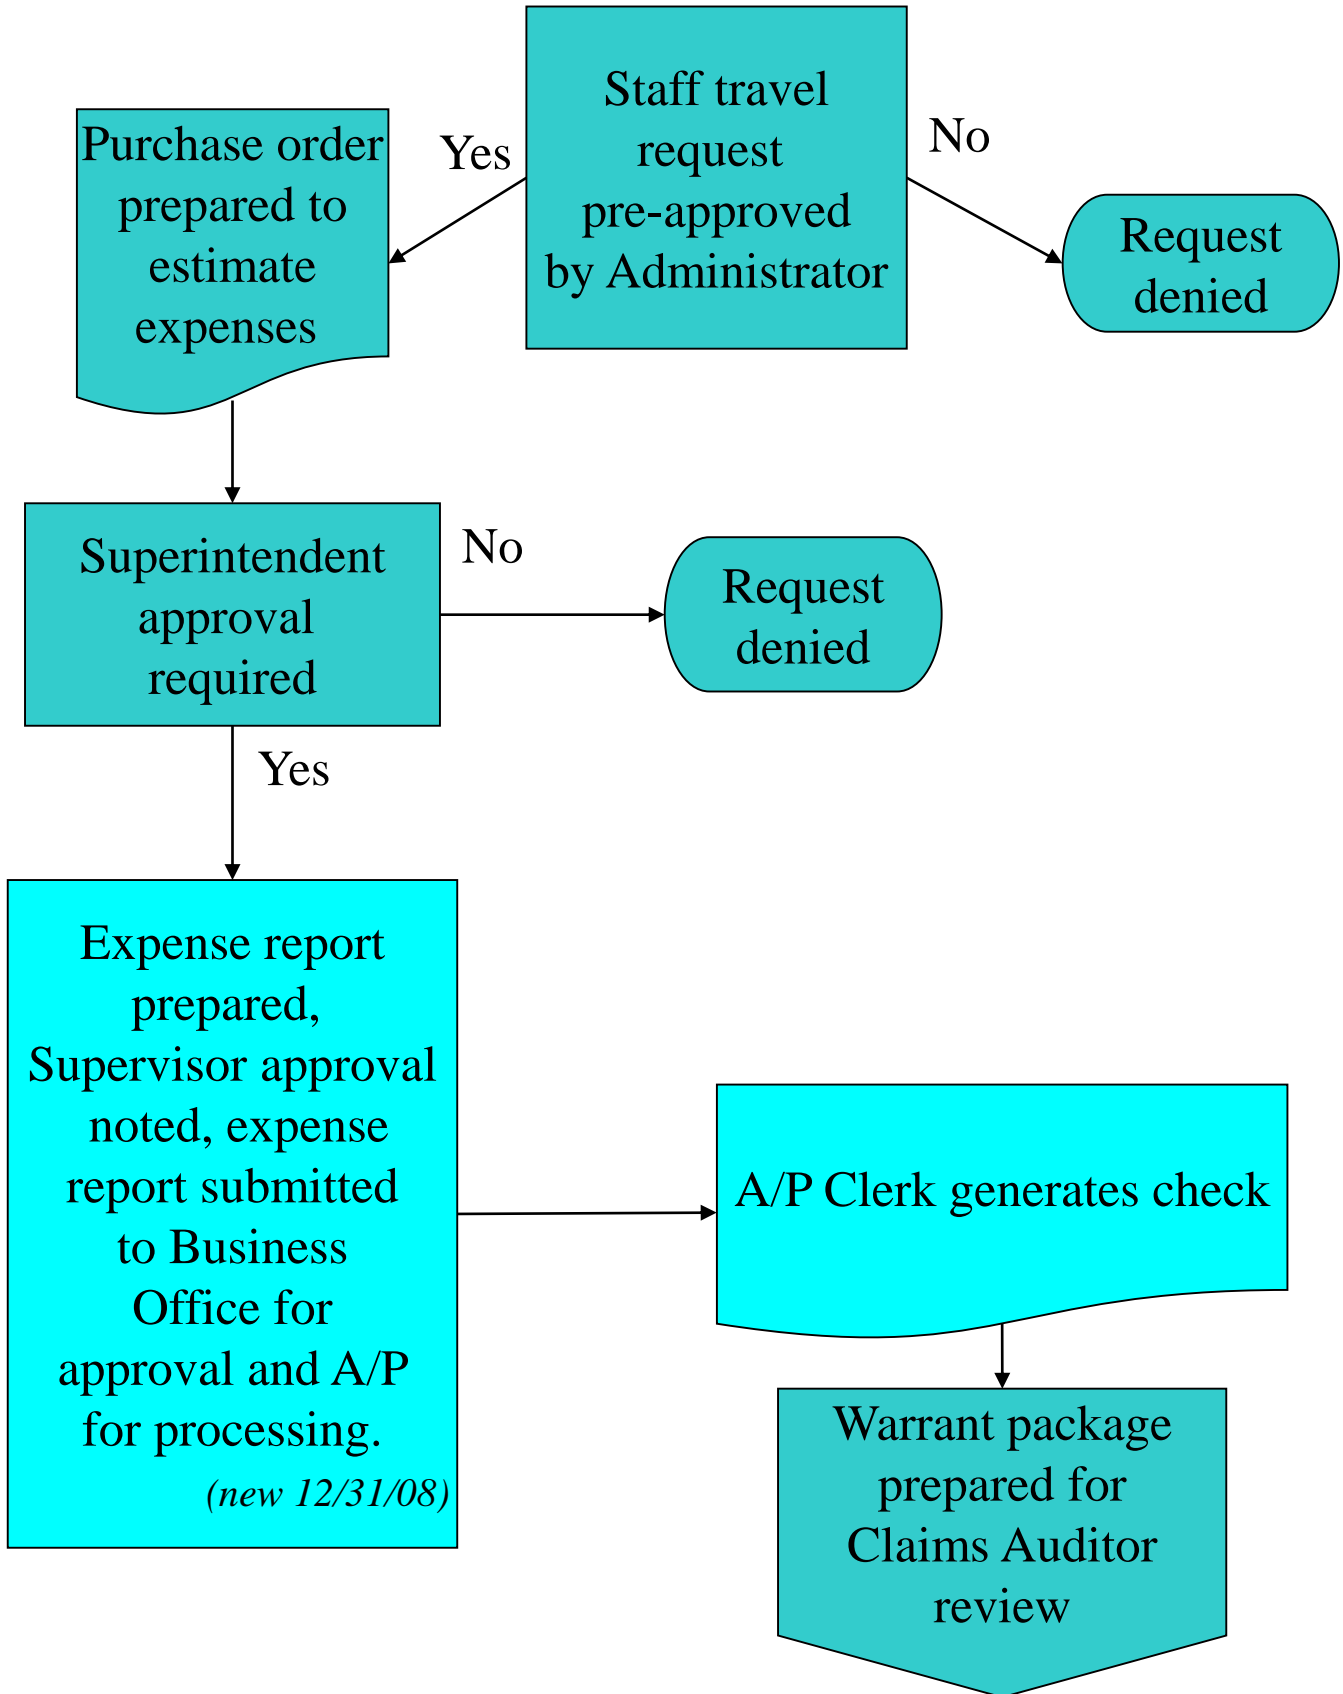 Staff travel
request
pre-approved
by Administrator
Yes
No
Purchase order
prepared to
estimate
expenses
Request
denied
Superintendent
approval
required
No
Request
denied
Yes
Expense report
prepared,
Supervisor approval
noted, expense
report submitted
to Business
Office for
approval and A/P
for processing.
(new 12/31/08)
A/P Clerk generates check
Warrant package
prepared for
Claims Auditor
review